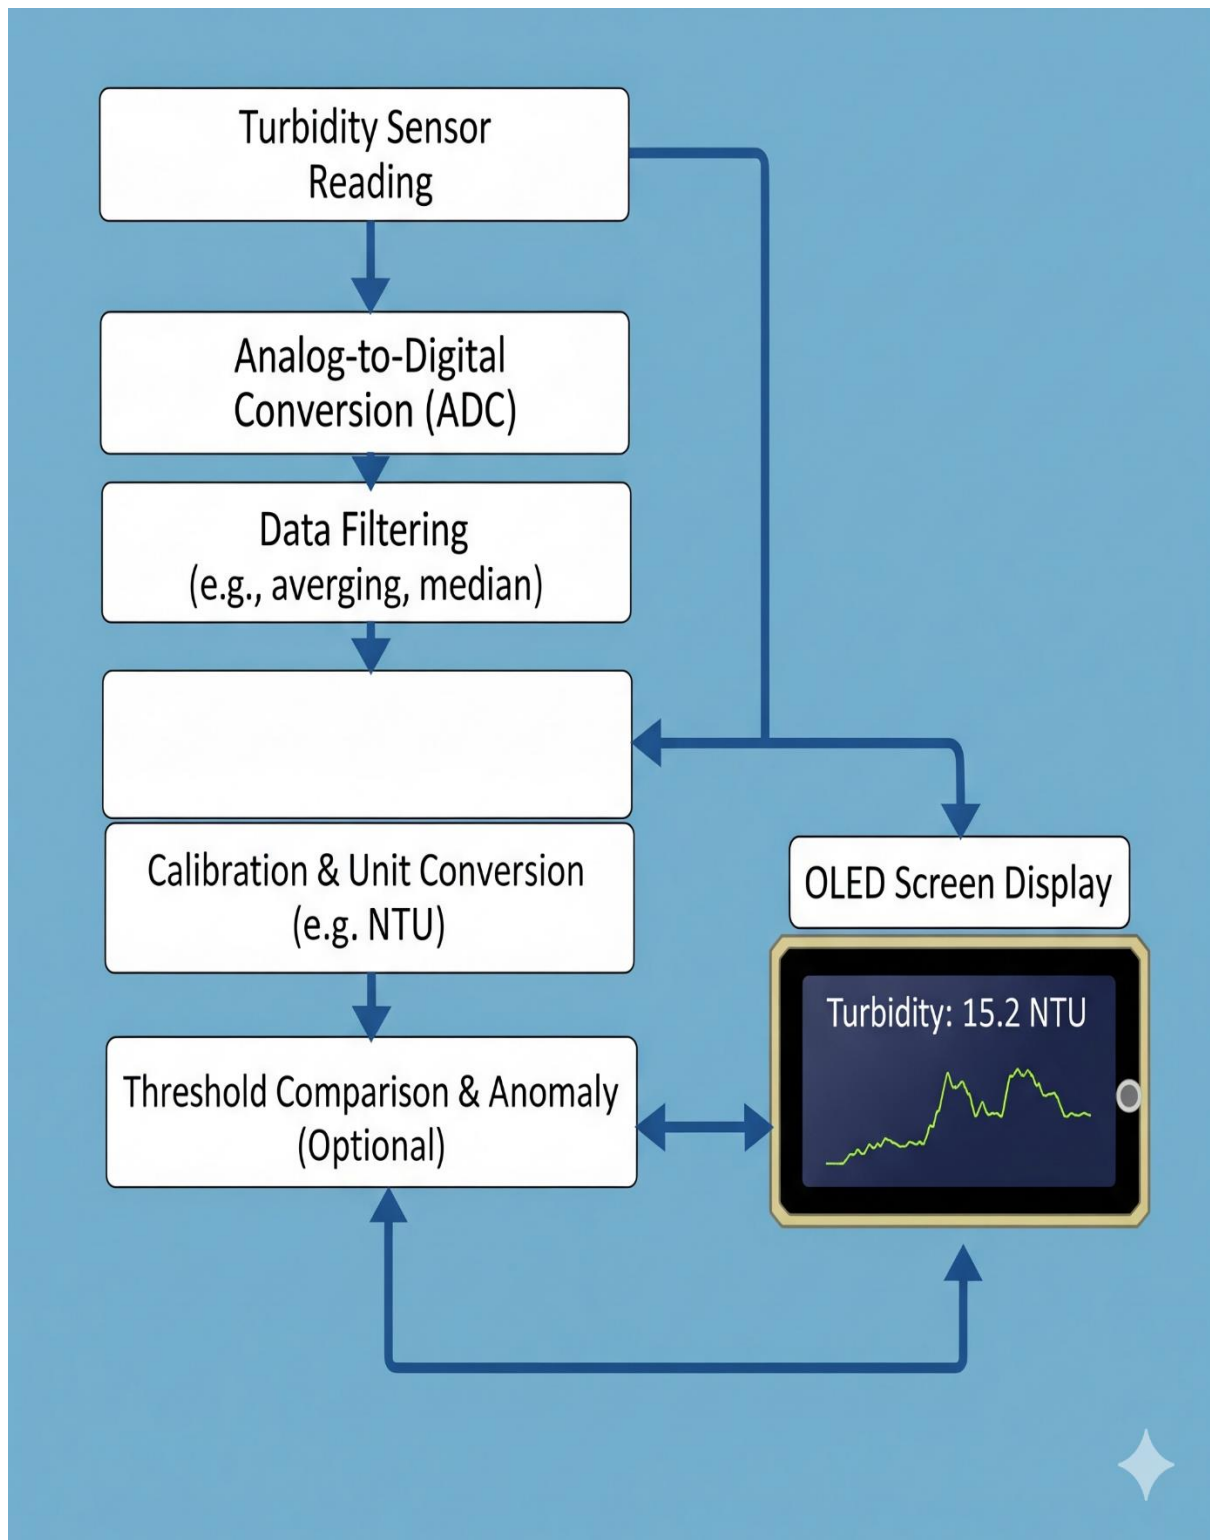 Turbidity Sensor
Reading
Analog-to-Digital
Conversion (ADC)
Data Filtering
(e.g., averging, median)
Calibration & Unit Conversion
(e.g. NTU)
OLED Screen Display
Turbidity: 15.2 NTU
Threshold Comparison & Anomaly
(Optional)